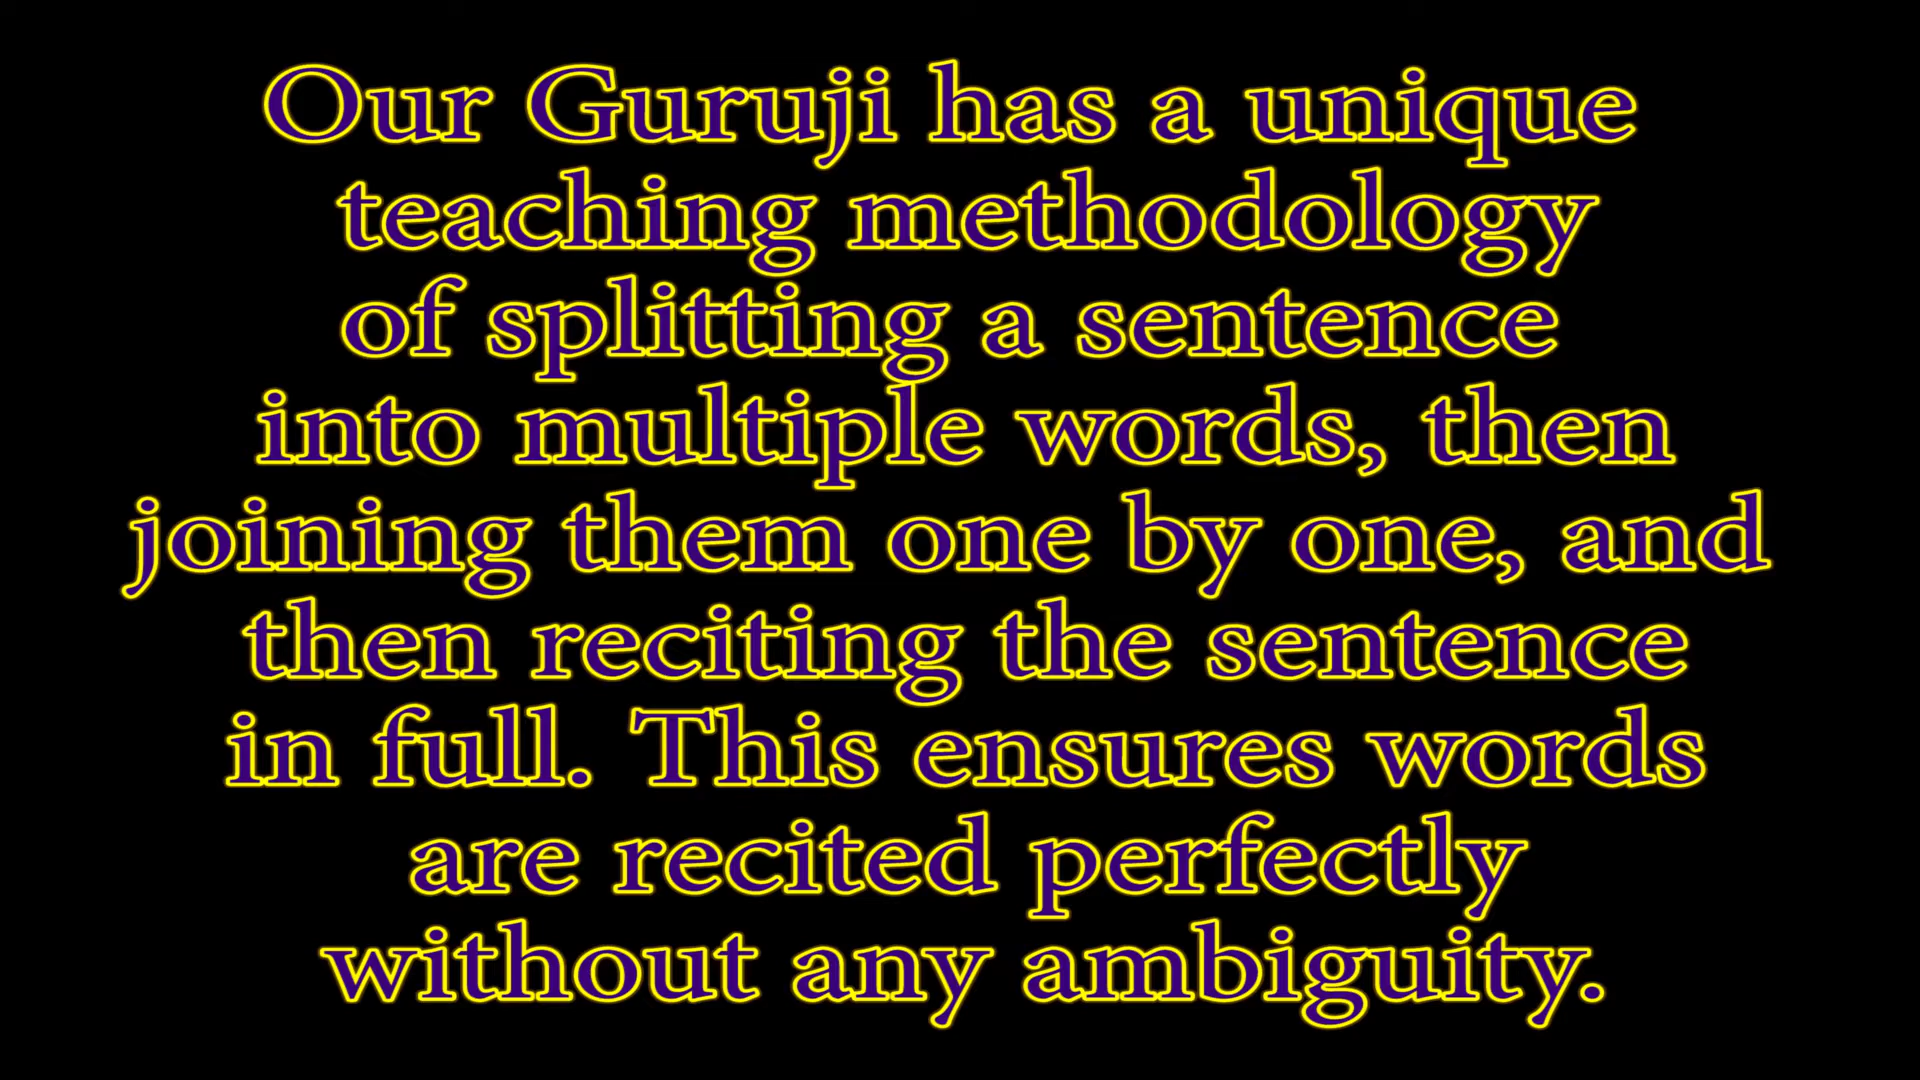 Our Guruji has a unique
teaching methodology
of splitting a sentence
into multiple words, then
joining them one by one, and
then reciting the sentence
in full. This ensures words
are recited perfectly
without any ambiguity.